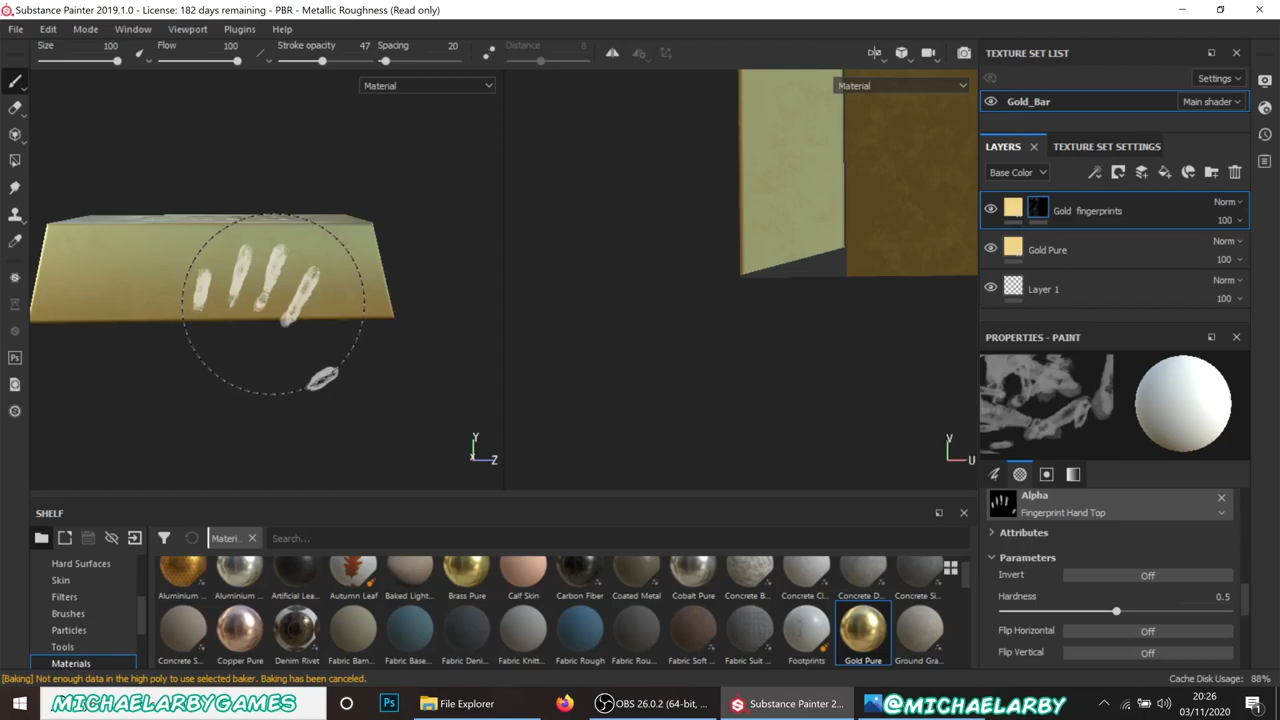 Substance Painter 2019.1.0 - License: 182 days remaining - PBR - Metallic Roughness (Read only)
File Edit Mode Window Viewport Plugins Help
Size 100 Flow 100 Stroke opacity 47 Spacing 20 Distance 8
Material
Material
Y
Z
V
U
TEXTURE SET LIST
Settings
Gold_Bar Main shader
LAYERS TEXTURE SET SETTINGS
Base Color
Gold fingerprints Norm 100
Gold Pure Norm 100
Layer 1 Norm 100
PROPERTIES - PAINT
Alpha
Fingerprint Hand Top
Attributes
Parameters
Invert Off
Hardness 0.5
Flip Horizontal Off
Flip Vertical Off
SHELF
Materi... Search...
Hard Surfaces
Skin
Filters
Brushes
Particles
Tools
Materials
Aluminium ... Aluminium ... Artificial Lea... Autumn Leaf Baked Light... Brass Pure Calf Skin Carbon Fiber Coated Metal Cobalt Pure Concrete B... Concrete Cl... Concrete D... Concrete Si...
Concrete S... Copper Pure Denim Rivet Fabric Bam... Fabric Base... Fabric Deni... Fabric Knitt... Fabric Rough Fabric Rou... Fabric Soft ... Fabric Suit ... Footprints Gold Pure Ground Gra...
[Baking] Not enough data in the high poly to use selected baker. Baking has been canceled.
Cache Disk Usage: 88%
MICHAELARBYGAMES
Ps
File Explorer
OBS 26.0.2 (64-bit, ...
Substance Painter 2...
@MICHAELARBY
20:26
03/11/2020